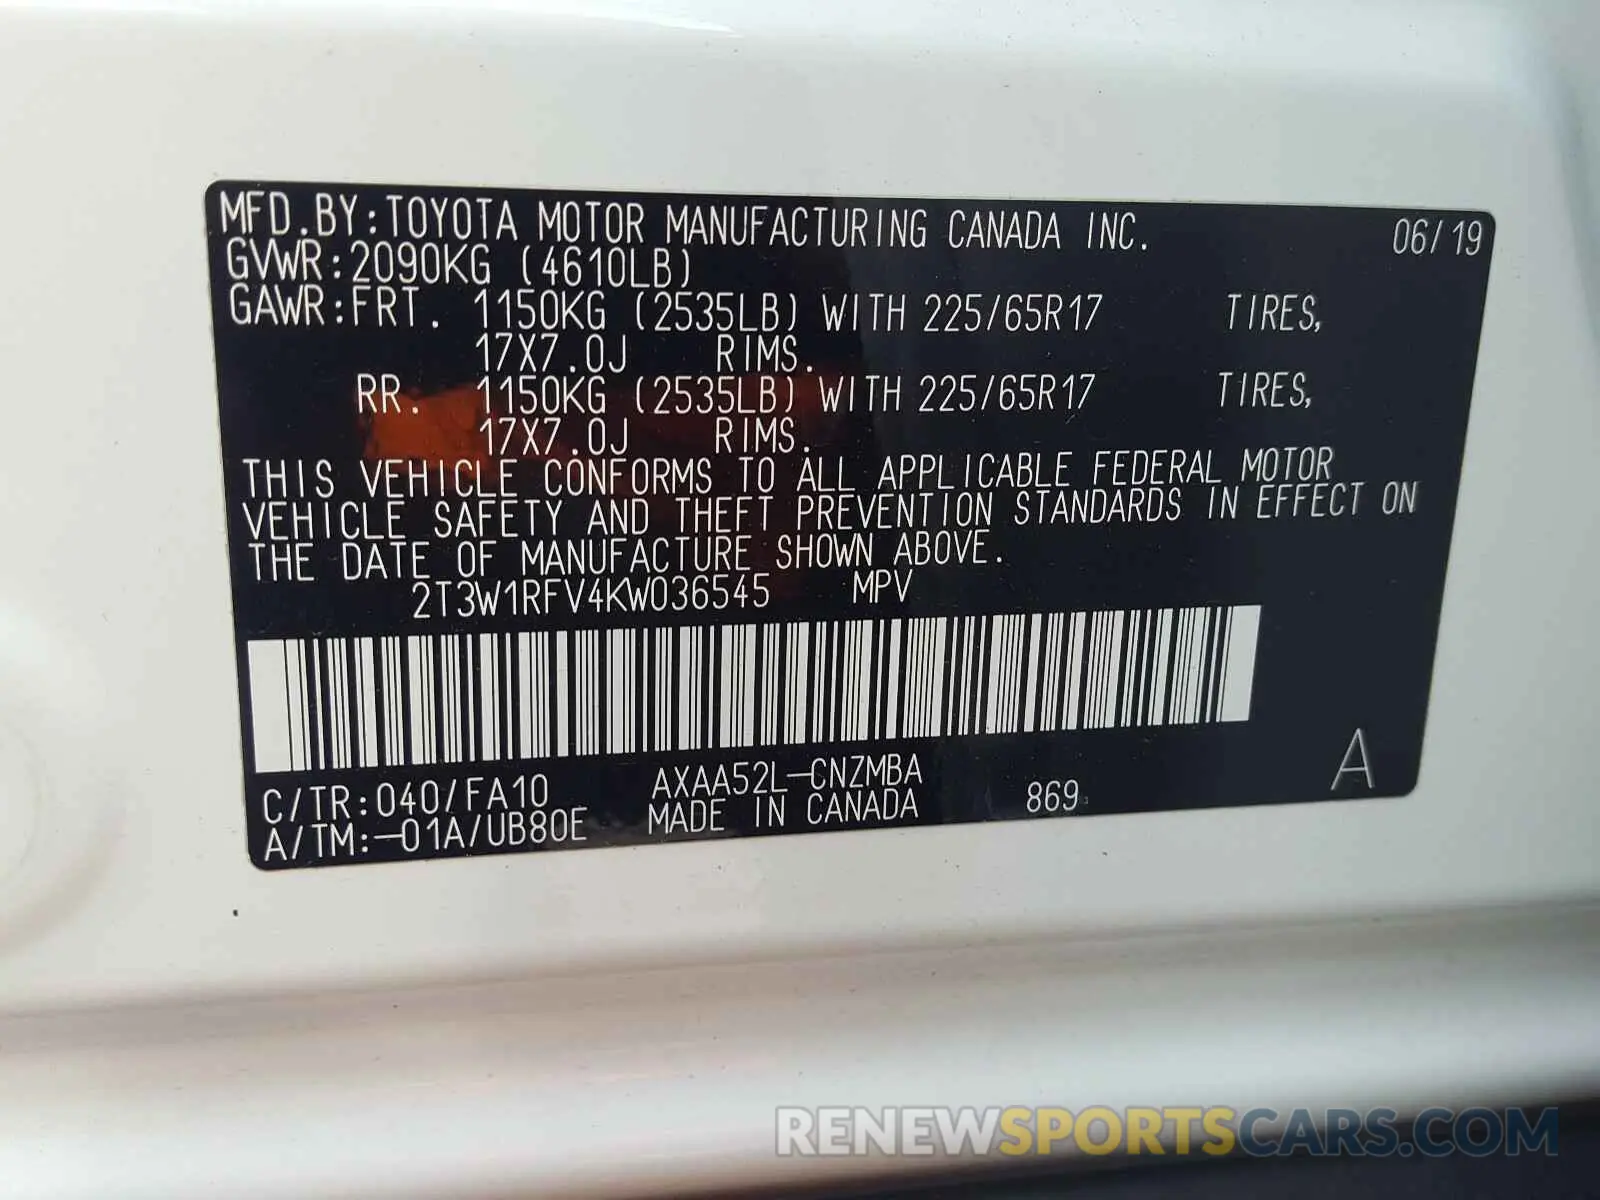 MFD.BY:TOYOTA MOTOR MANUFACTURING CANADA INC. 06/19
GVWR:2090KG (4610LB)
GAWR:FRT. 1150KG (2535LB) WITH 225/65R17 TIRES,
17X7.0J RIMS.
RR. 1150KG (2535LB) WITH 225/65R17 TIRES,
17X7.0J RIMS.
THIS VEHICLE CONFORMS TO ALL APPLICABLE FEDERAL MOTOR
VEHICLE SAFETY AND THEFT PREVENTION STANDARDS IN EFFECT ON
THE DATE OF MANUFACTURE SHOWN ABOVE.
2T3W1RFV4KW036545 MPV
C/TR:040/FA10 AXAA52L-CNZMBA
A/TM:-01A/UB80E MADE IN CANADA 869 A
RENEWSPORTSCARS.COM